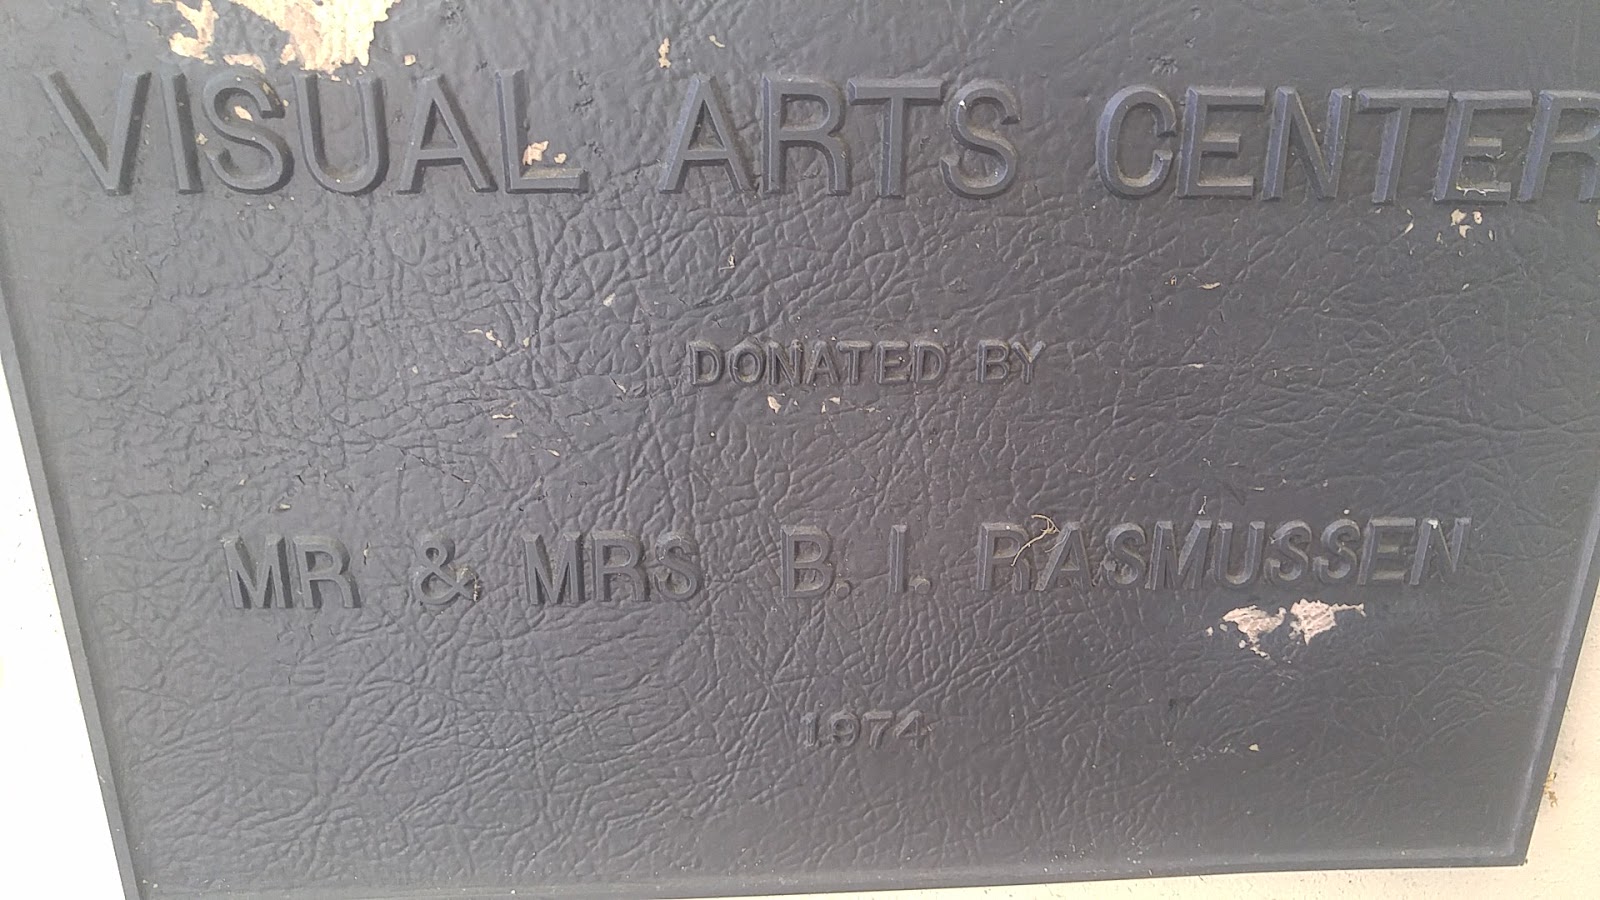 VISUAL ARTS CENTER
DONATED BY
MR & MRS B. I. RASMUSSEN
1974